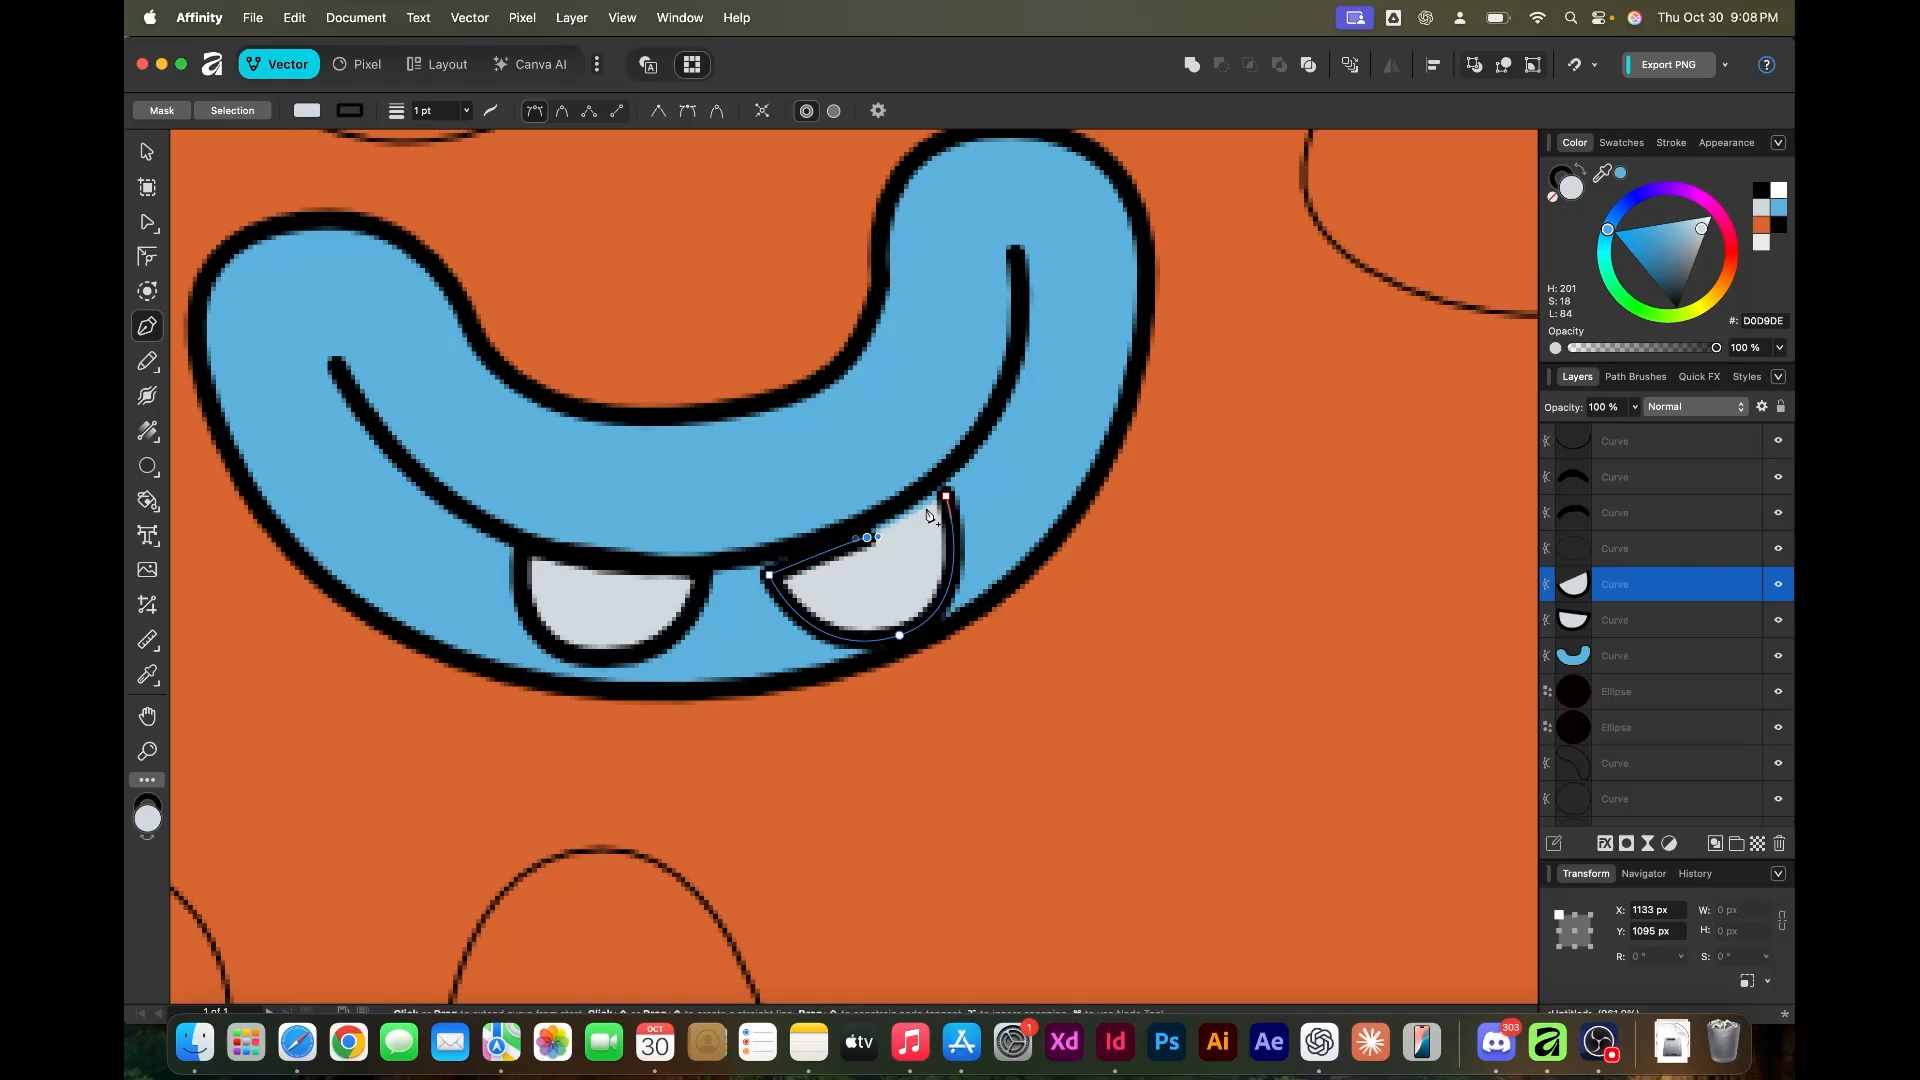 Affinity File Edit Document Text Vector Pixel Layer View Window Help Thu Oct 30 9:08 PM
Vector Pixel Layout Canva AI Export PNG
Mask Selection 1 pt
Color Swatches Stroke Appearance
H: 201
S: 18
L: 84
#: D0D9DE
Opacity
100 %
Layers Path Brushes Quick FX Styles
Opacity: 100 % Normal
Curve
Curve
Curve
Curve
Curve
Curve
Curve
Ellipse
Ellipse
Curve
Curve
Transform Navigator History
X: 1133 px W: 0 px
Y: 1095 px H: 0 px
R: 0 ° S: 0 °
1 of 1
OCT
30
tv
1
Xd
Id
Ps
Ai
Ae
303